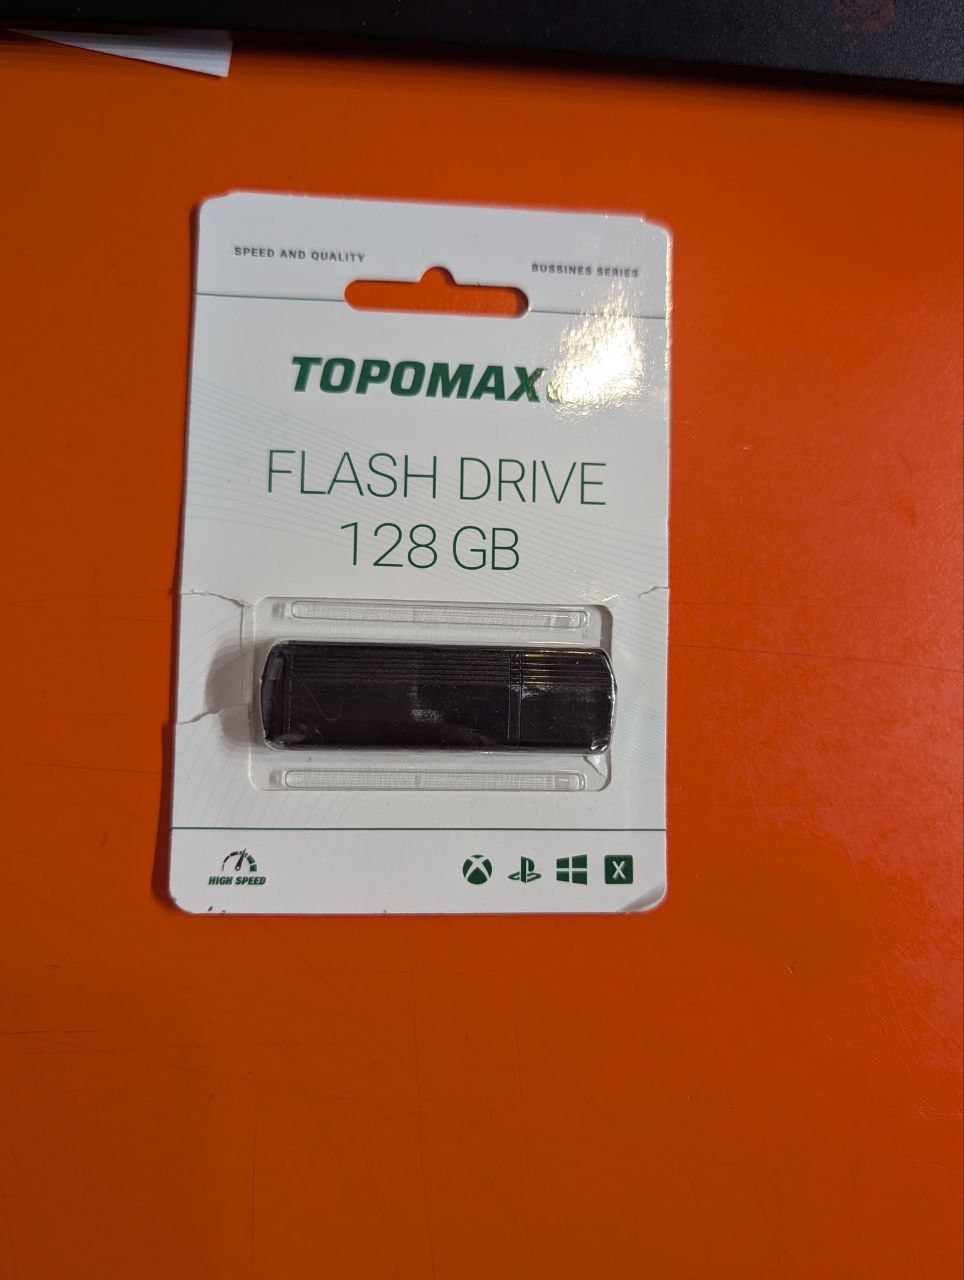 SPEED AND QUALITY
BUSSINES SERIES
TOPOMAX
FLASH DRIVE
128 GB
HIGH SPEED
X